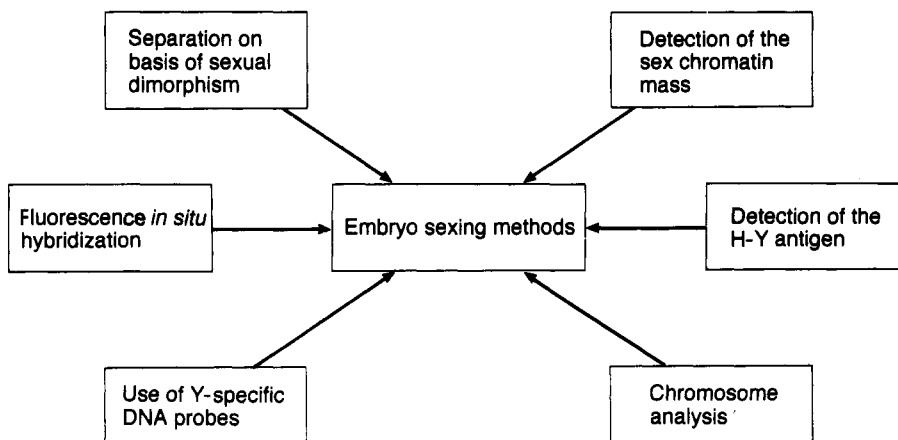 Separation on
basis of sexual
dimorphism
Detection of the
sex chromatin
mass
Fluorescence in situ
hybridization
Embryo sexing methods
Detection of the
H-Y antigen
Use of Y-specific
DNA probes
Chromosome
analysis